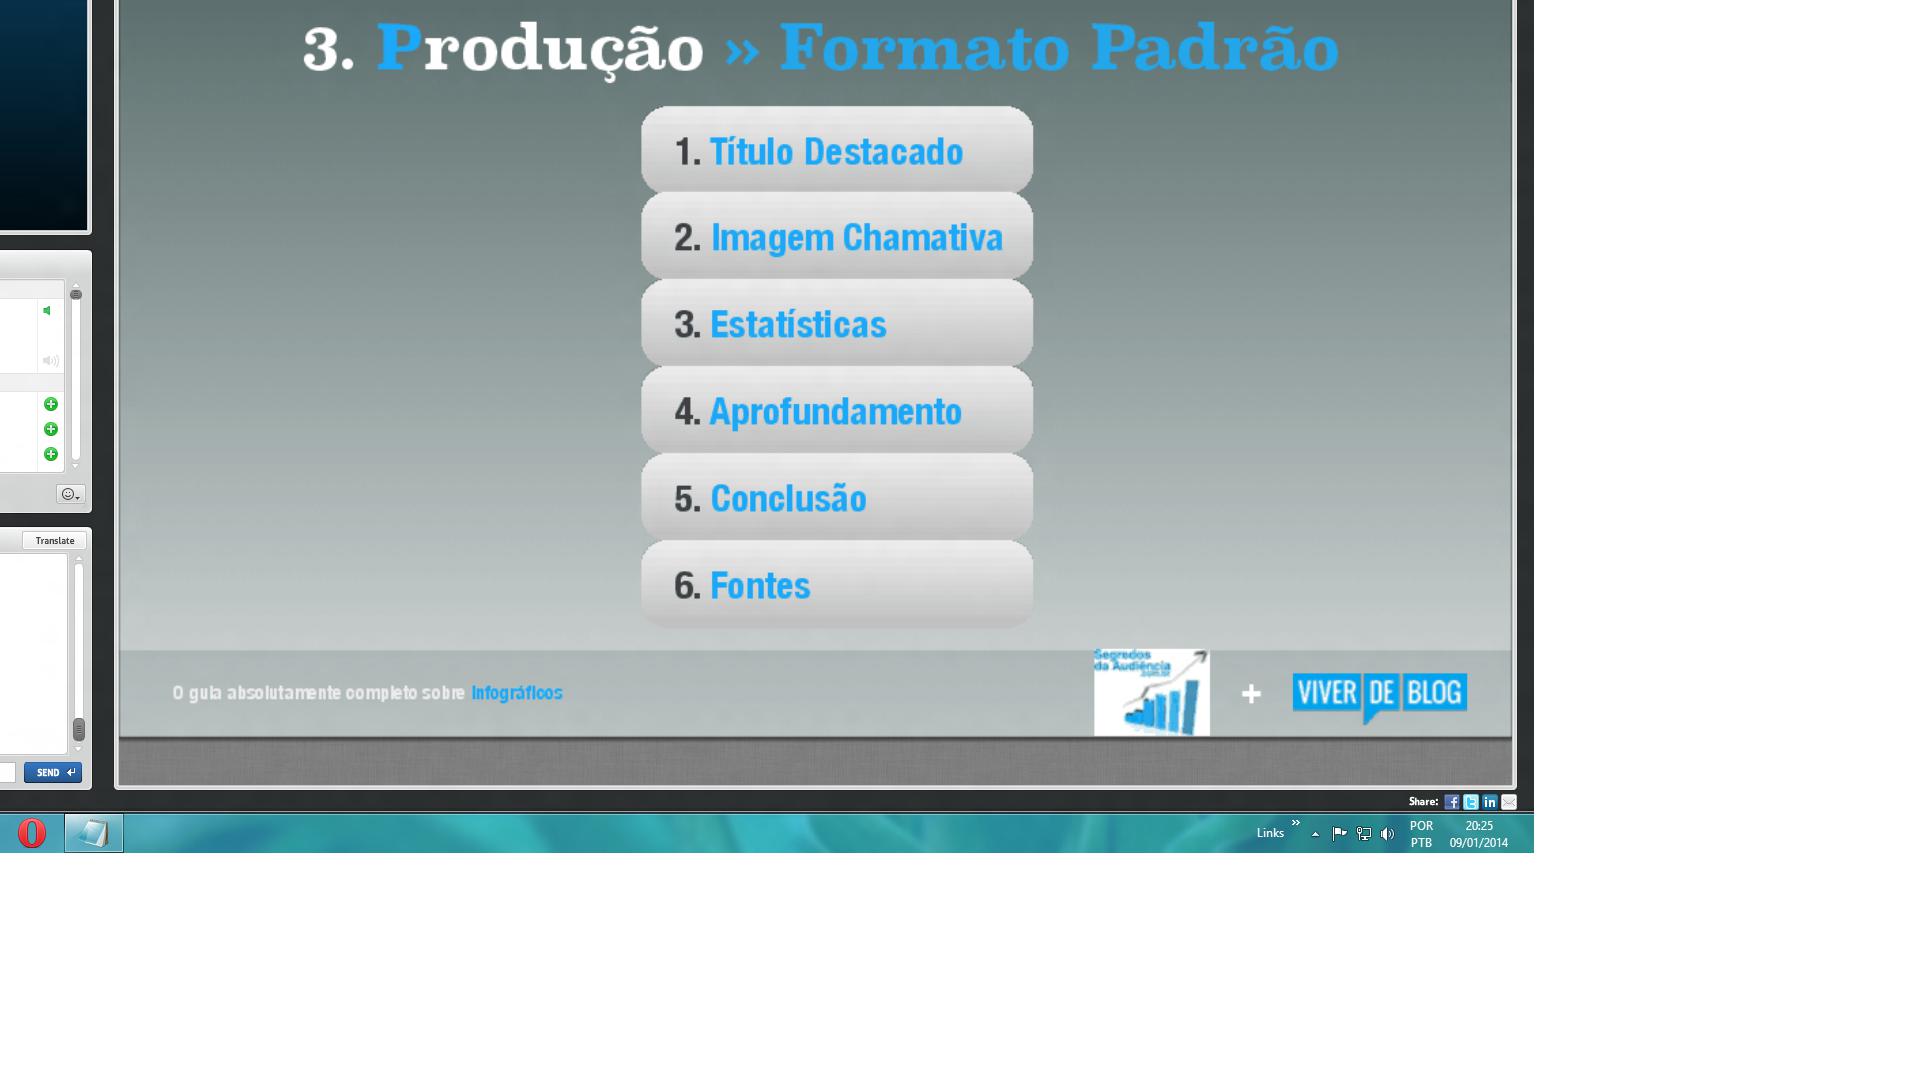 3. Produção » Formato Padrão
1. Título Destacado
2. Imagem Chamativa
3. Estatísticas
4. Aprofundamento
5. Conclusão
6. Fontes
Translate
SEND
O guia absolutamente completo sobre Infográficos
Segredos
da Audiência
.com.br
+
VIVER DE BLOG
Share:
Links
POR
PTB
20:25
09/01/2014